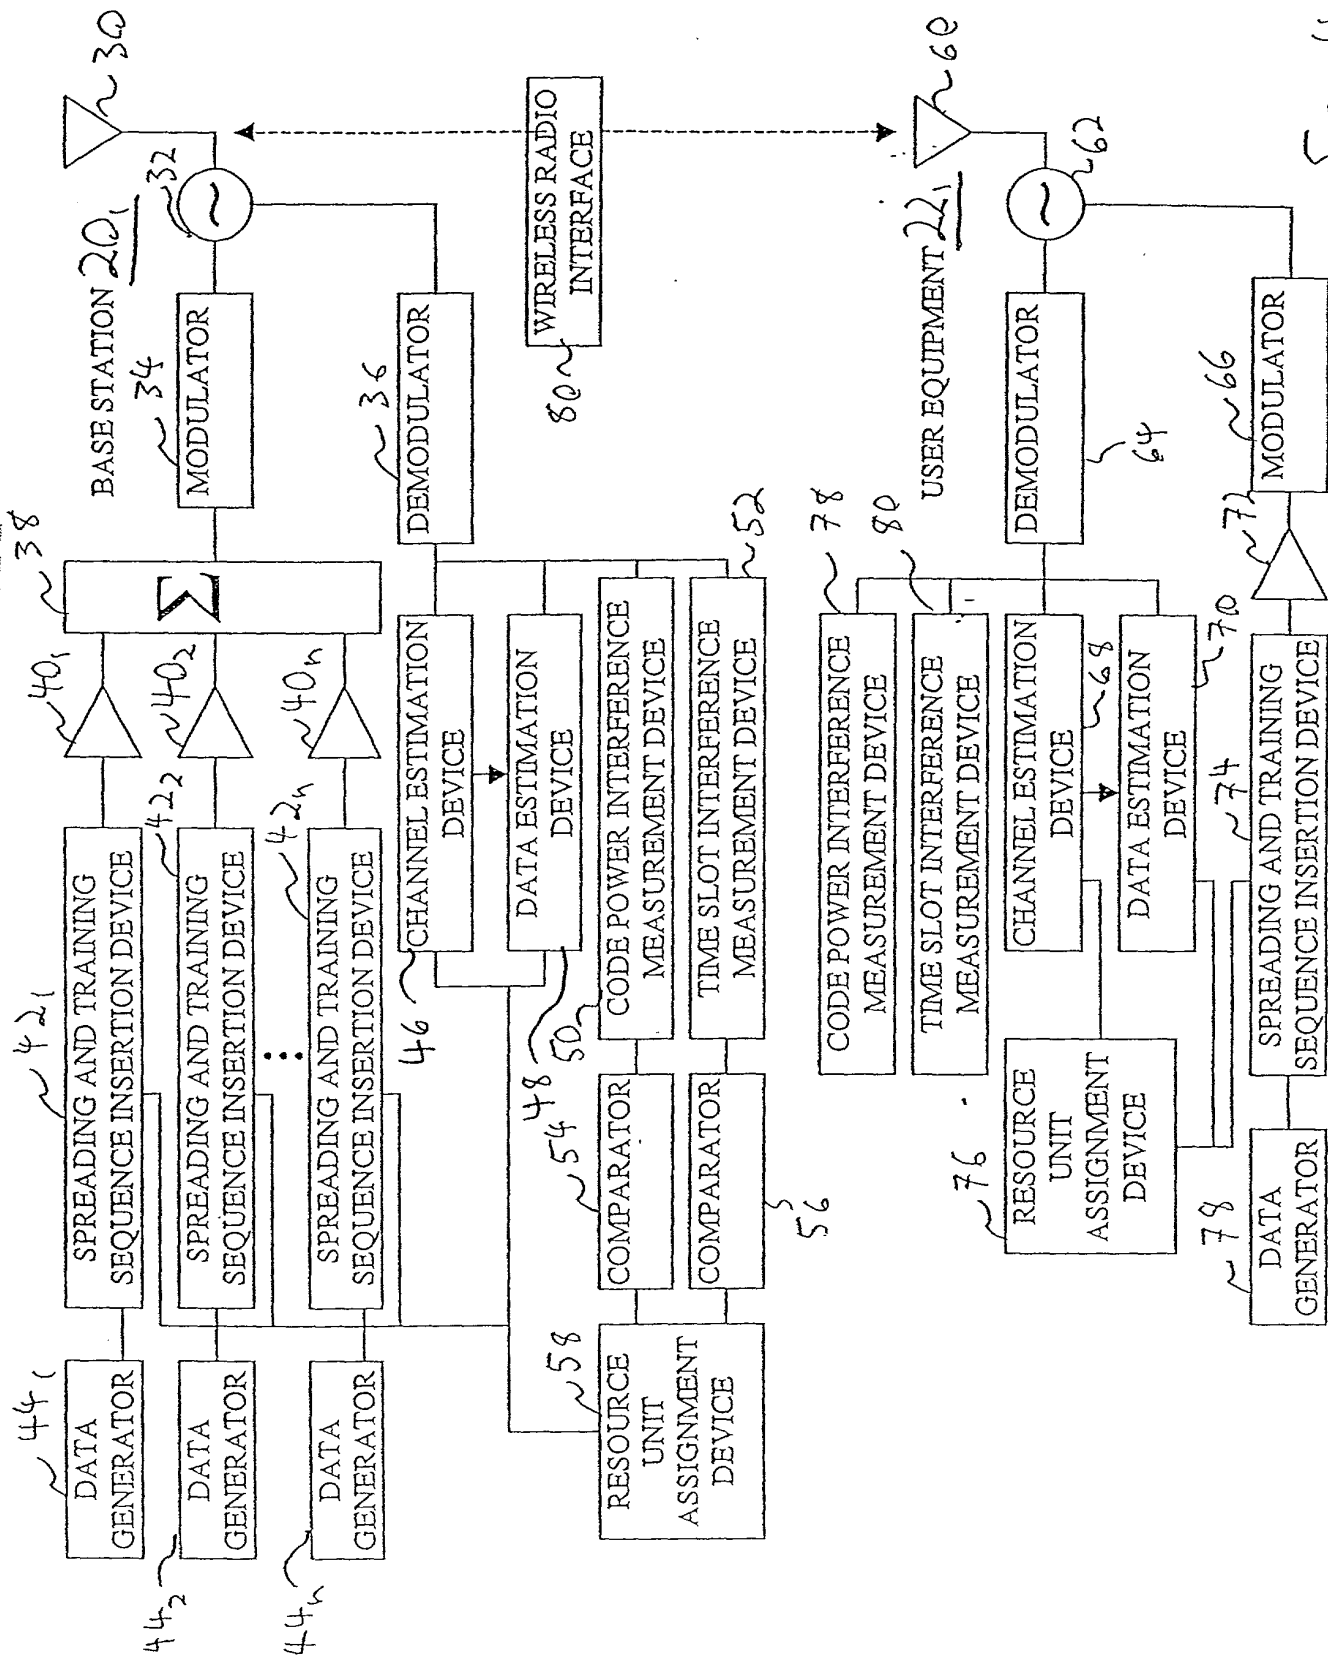 44₁
DATA
GENERATOR
44₂
DATA
GENERATOR
44ₙ
DATA
GENERATOR
42₁
SPREADING AND TRAINING
SEQUENCE INSERTION DEVICE
42₂
SPREADING AND TRAINING
SEQUENCE INSERTION DEVICE
42ₙ
SPREADING AND TRAINING
SEQUENCE INSERTION DEVICE
40₁
40₂
40ₙ
38
Σ
BASE STATION 20₁
34
MODULATOR
32
~
30
36
DEMODULATOR
46
CHANNEL ESTIMATION
DEVICE
48
DATA ESTIMATION
DEVICE
50
CODE POWER INTERFERENCE
MEASUREMENT DEVICE
52
TIME SLOT INTERFERENCE
MEASUREMENT DEVICE
54
COMPARATOR
56
COMPARATOR
58
RESOURCE
UNIT
ASSIGNMENT
DEVICE
80
WIRELESS RADIO
INTERFACE
USER EQUIPMENT 22₁
60
62
~
64
DEMODULATOR
66
MODULATOR
78
CODE POWER INTERFERENCE
MEASUREMENT DEVICE
80
TIME SLOT INTERFERENCE
MEASUREMENT DEVICE
68
CHANNEL ESTIMATION
DEVICE
70
DATA ESTIMATION
DEVICE
72
74
SPREADING AND TRAINING
SEQUENCE INSERTION DEVICE
76
RESOURCE
UNIT
ASSIGNMENT
DEVICE
78
DATA
GENERATOR